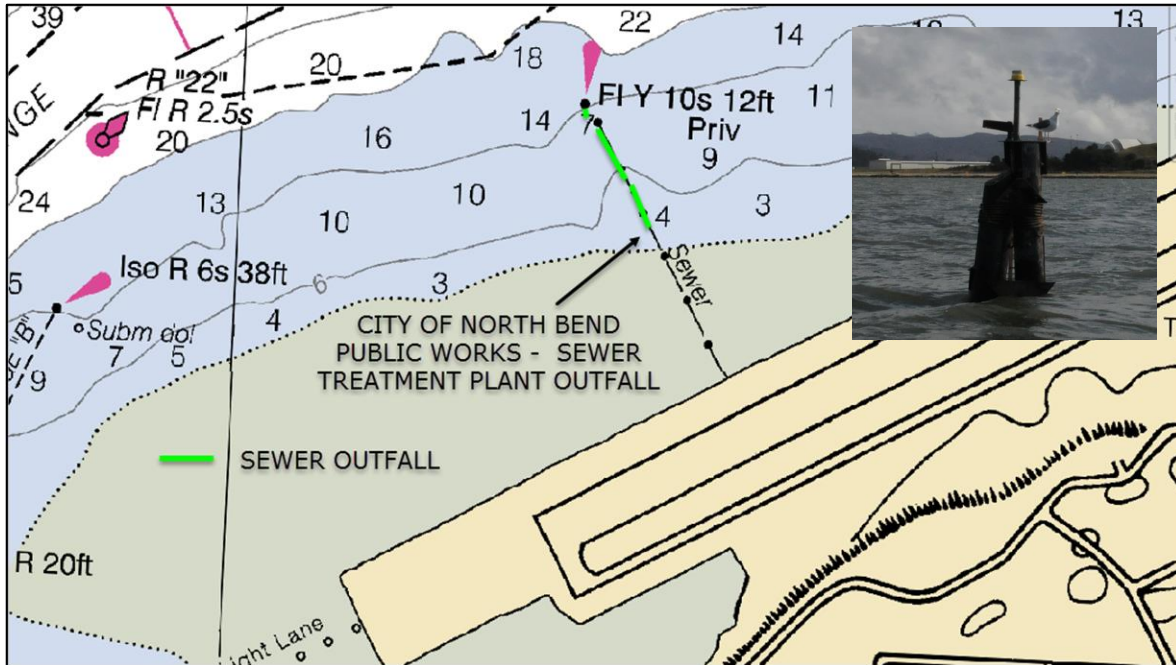 39
22
13
14
18
20
R "22"
Fl R 2.5s
20
NGE
Fl Y 10s 12ft
Priv
11
14
7
16
9
24
13
10
10
4
3
Sewer
5
Iso R 6s 38ft
6
3
Subm dol
4
"B"
7
5
9
CITY OF NORTH BEND
PUBLIC WORKS - SEWER
TREATMENT PLANT OUTFALL
SEWER OUTFALL
R 20ft
Light Lane